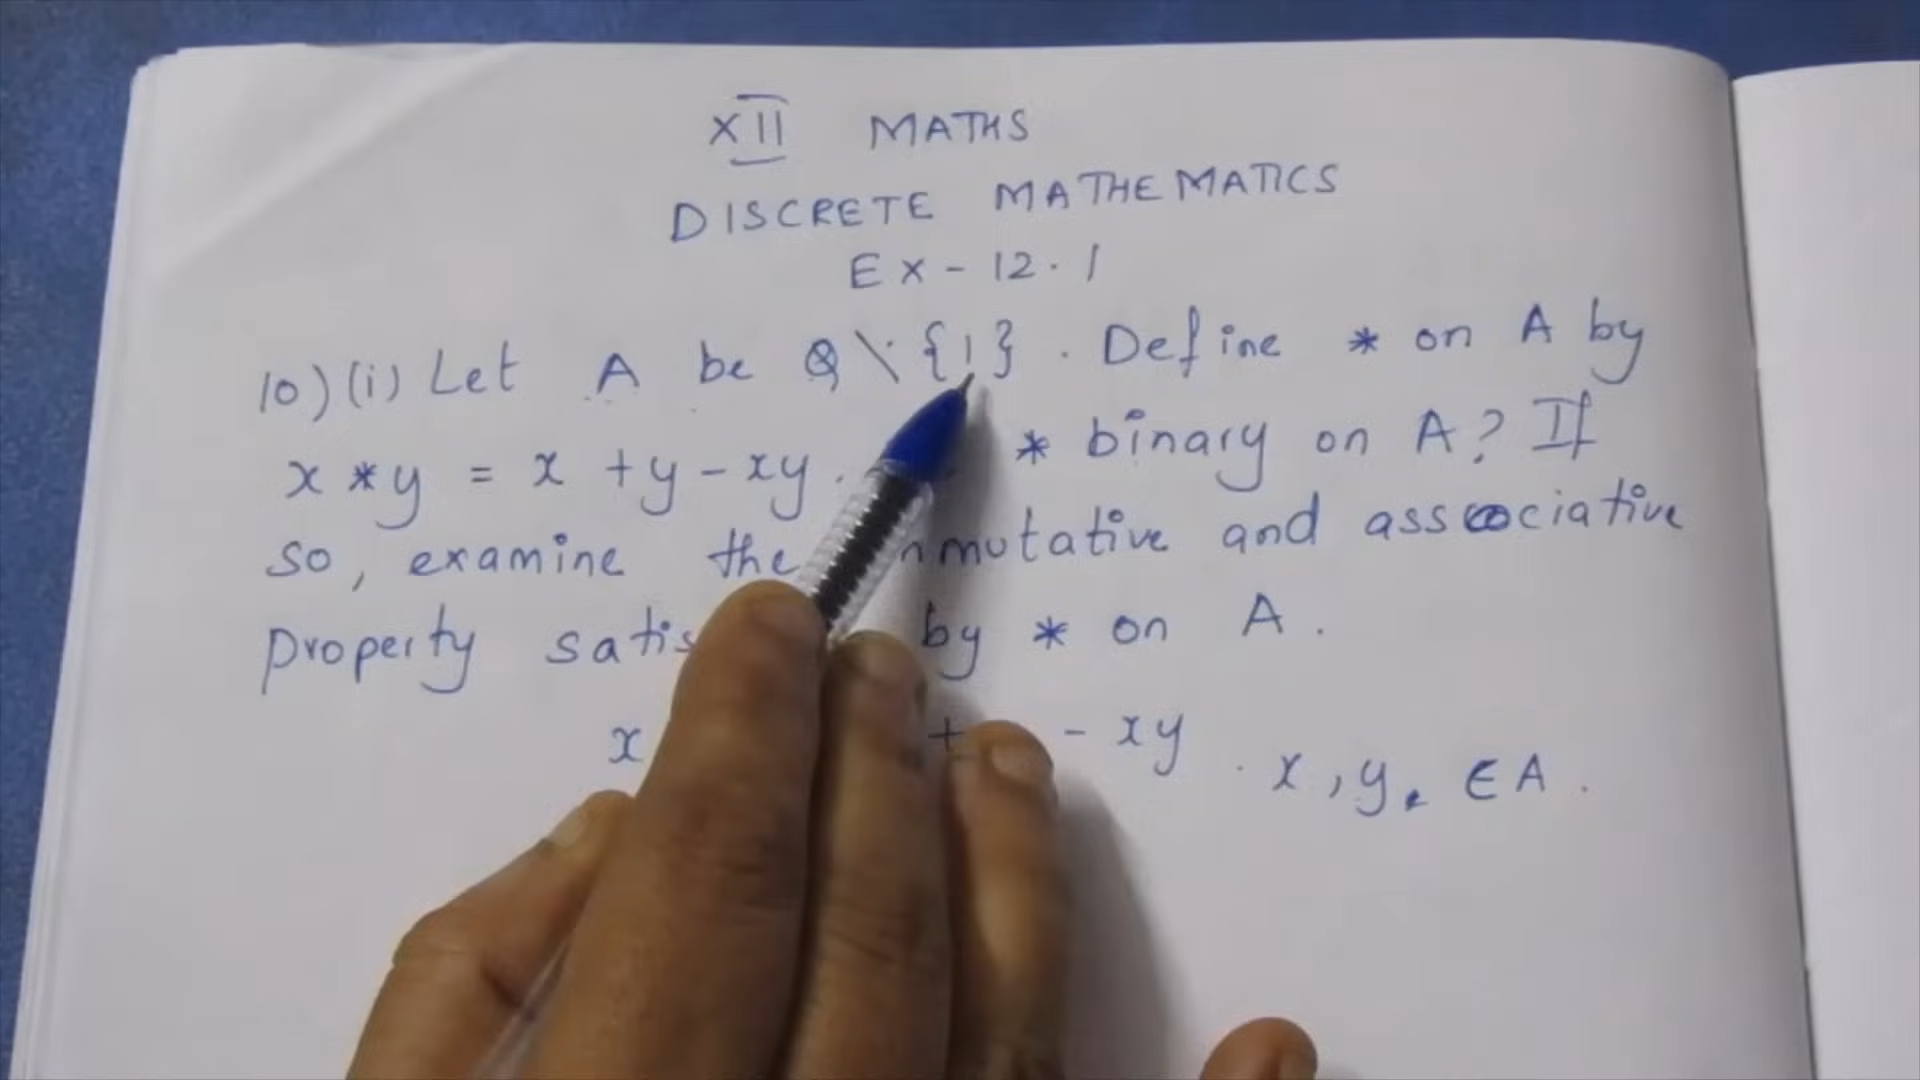 XII MATHS
DISCRETE MATHEMATICS
Ex - 12.1
10)(i) Let A be Q \ {1}. Define * on A by
x * y = x + y - xy. * binary on A? If
so, examine the and associative
property by * on A.
x + - xy. x, y, ∈ A.